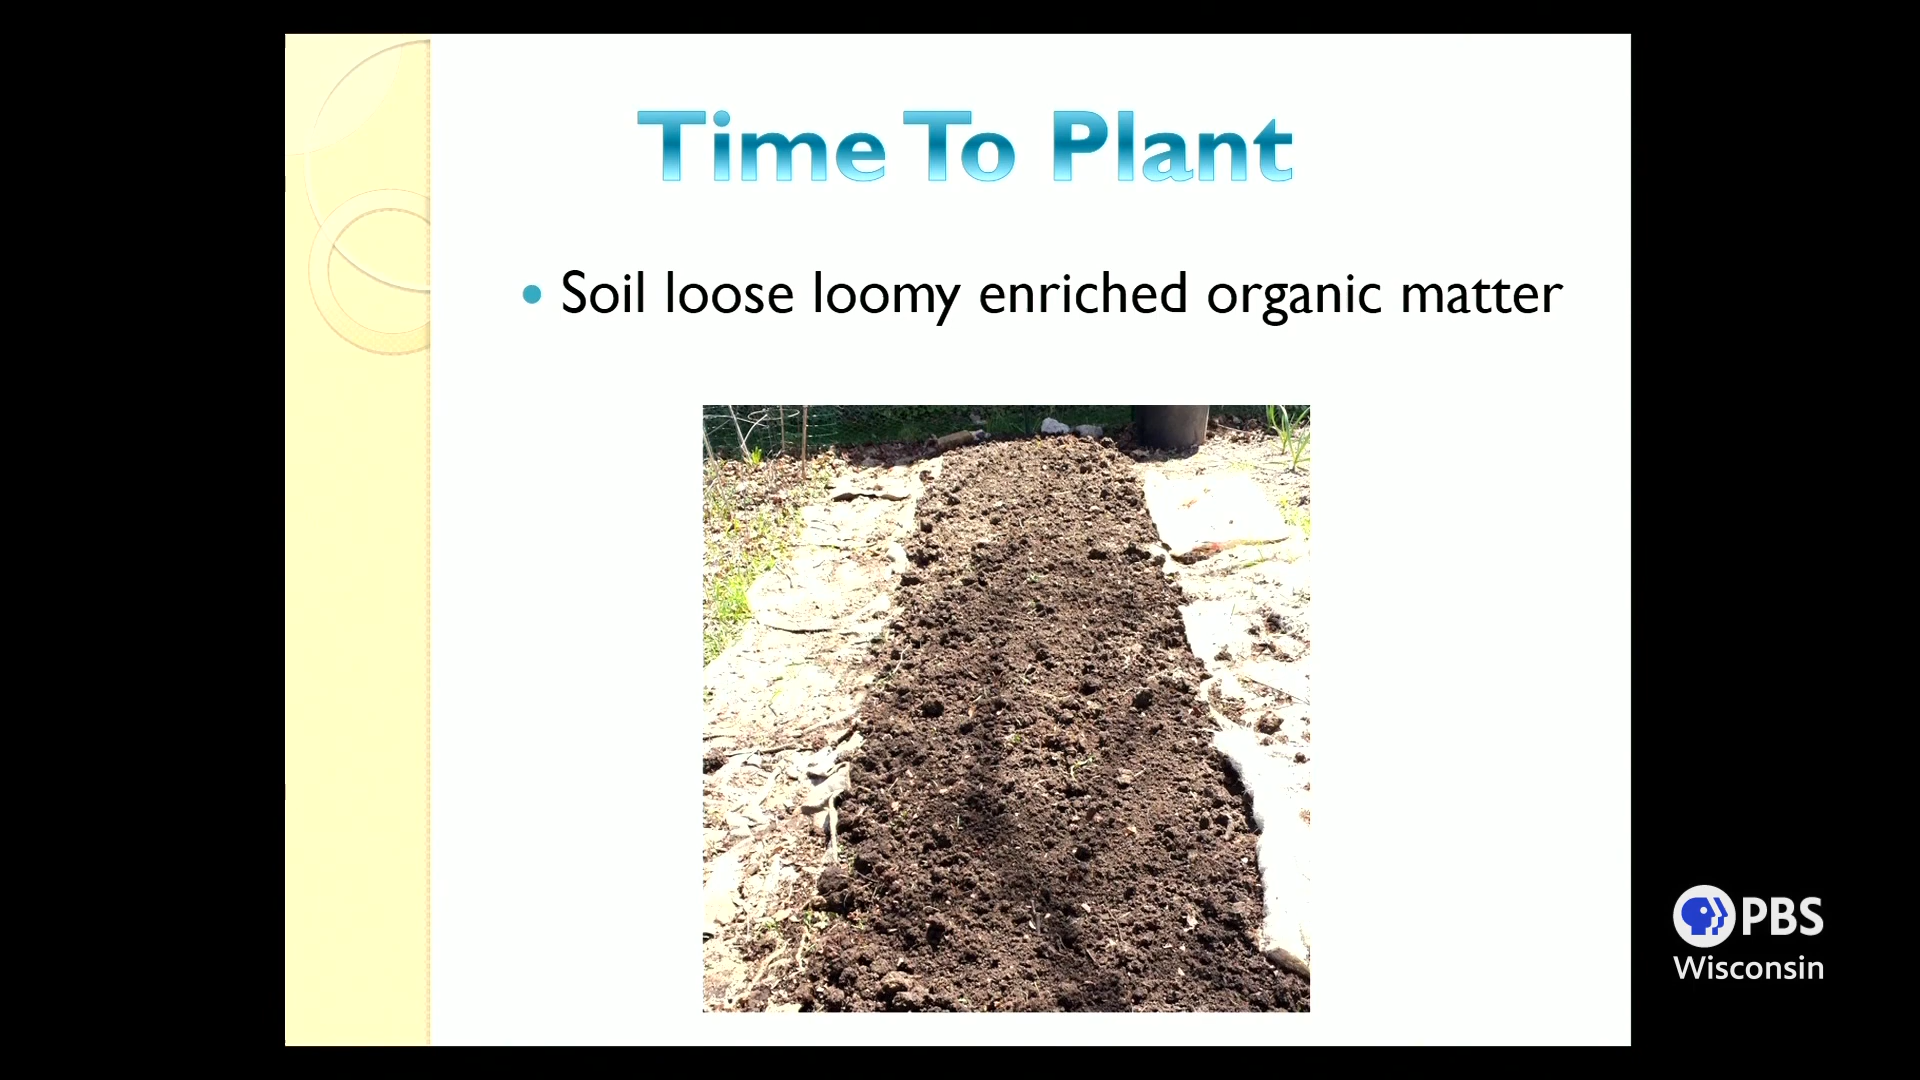 Time To Plant
• Soil loose loomy enriched organic matter
PBS
Wisconsin